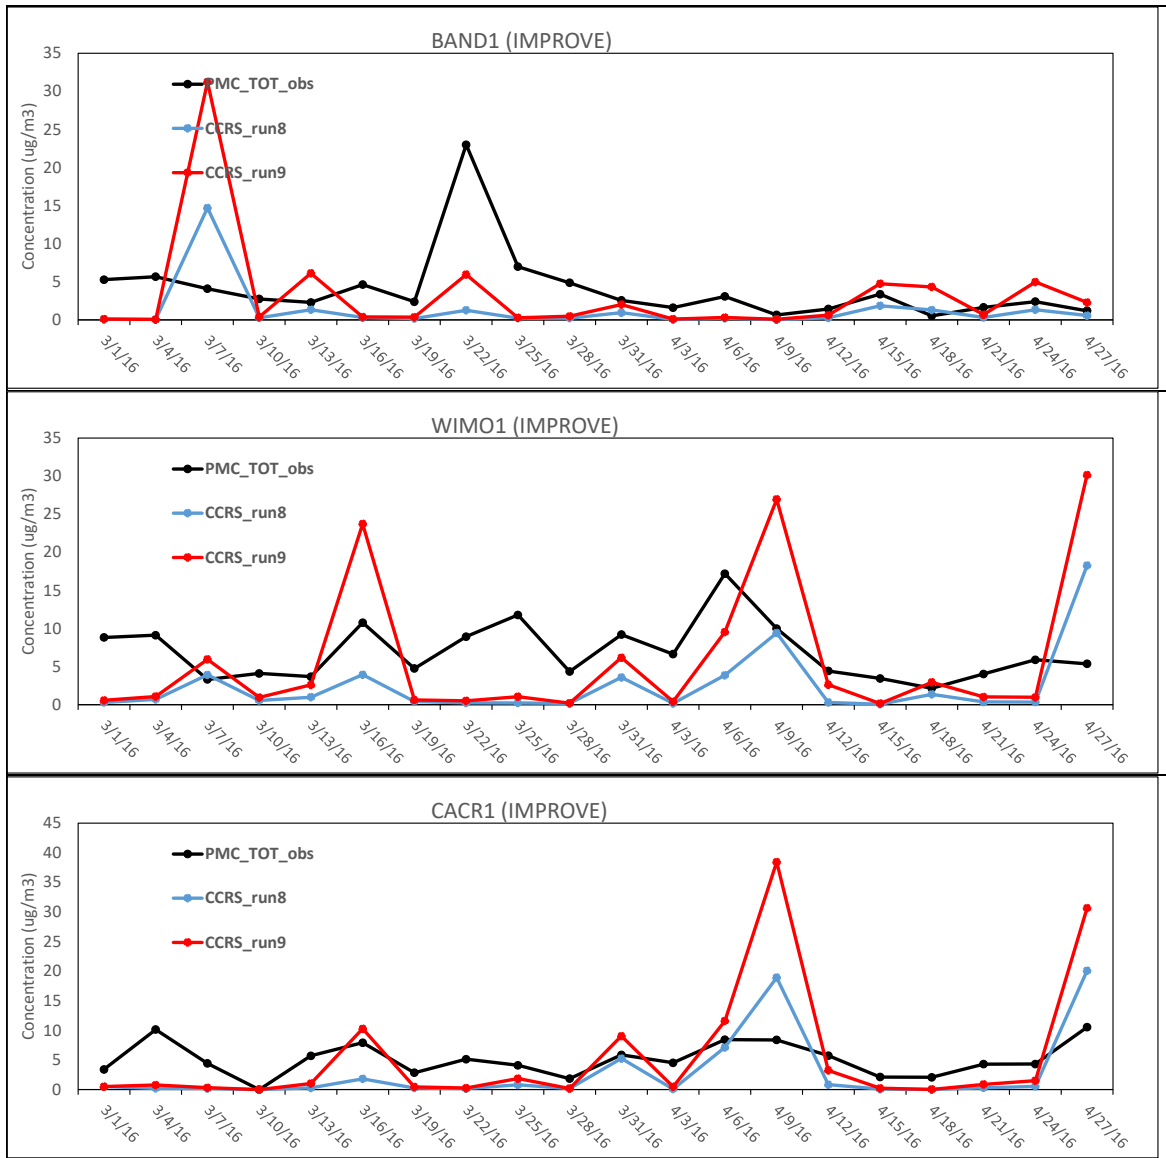 BAND1 (IMPROVE)
Concentration (ug/m3)
35
30
25
20
15
10
5
0
PMC_TOT_obs
CCRS_run8
CCRS_run9
3/1/16 3/4/16 3/7/16 3/10/16 3/13/16 3/16/16 3/19/16 3/22/16 3/25/16 3/28/16 3/31/16 4/3/16 4/6/16 4/9/16 4/12/16 4/15/16 4/18/16 4/21/16 4/24/16 4/27/16
WIMO1 (IMPROVE)
Concentration (ug/m3)
35
30
25
20
15
10
5
0
PMC_TOT_obs
CCRS_run8
CCRS_run9
3/1/16 3/4/16 3/7/16 3/10/16 3/13/16 3/16/16 3/19/16 3/22/16 3/25/16 3/28/16 3/31/16 4/3/16 4/6/16 4/9/16 4/12/16 4/15/16 4/18/16 4/21/16 4/24/16 4/27/16
CACR1 (IMPROVE)
Concentration (ug/m3)
45
40
35
30
25
20
15
10
5
0
PMC_TOT_obs
CCRS_run8
CCRS_run9
3/1/16 3/4/16 3/7/16 3/10/16 3/13/16 3/16/16 3/19/16 3/22/16 3/25/16 3/28/16 3/31/16 4/3/16 4/6/16 4/9/16 4/12/16 4/15/16 4/18/16 4/21/16 4/24/16 4/27/16